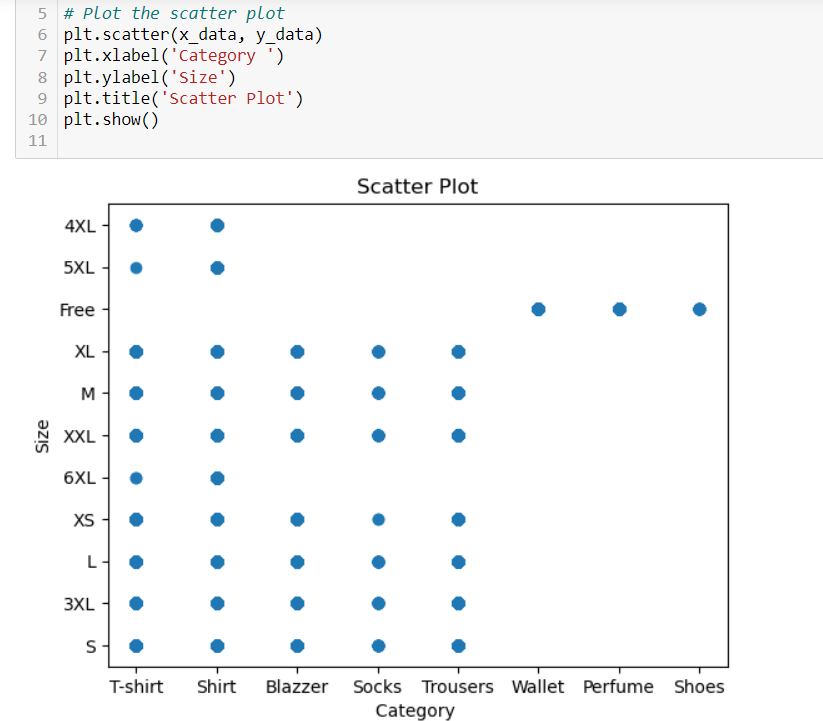 5 # Plot the scatter plot
6 plt.scatter(x_data, y_data)
7 plt.xlabel('Category ')
8 plt.ylabel('Size')
9 plt.title('Scatter Plot')
10 plt.show()
11
Scatter Plot
4XL
5XL
Free
XL
M
XXL
6XL
XS
L
3XL
S
Size
T-shirt Shirt Blazzer Socks Trousers Wallet Perfume Shoes
Category